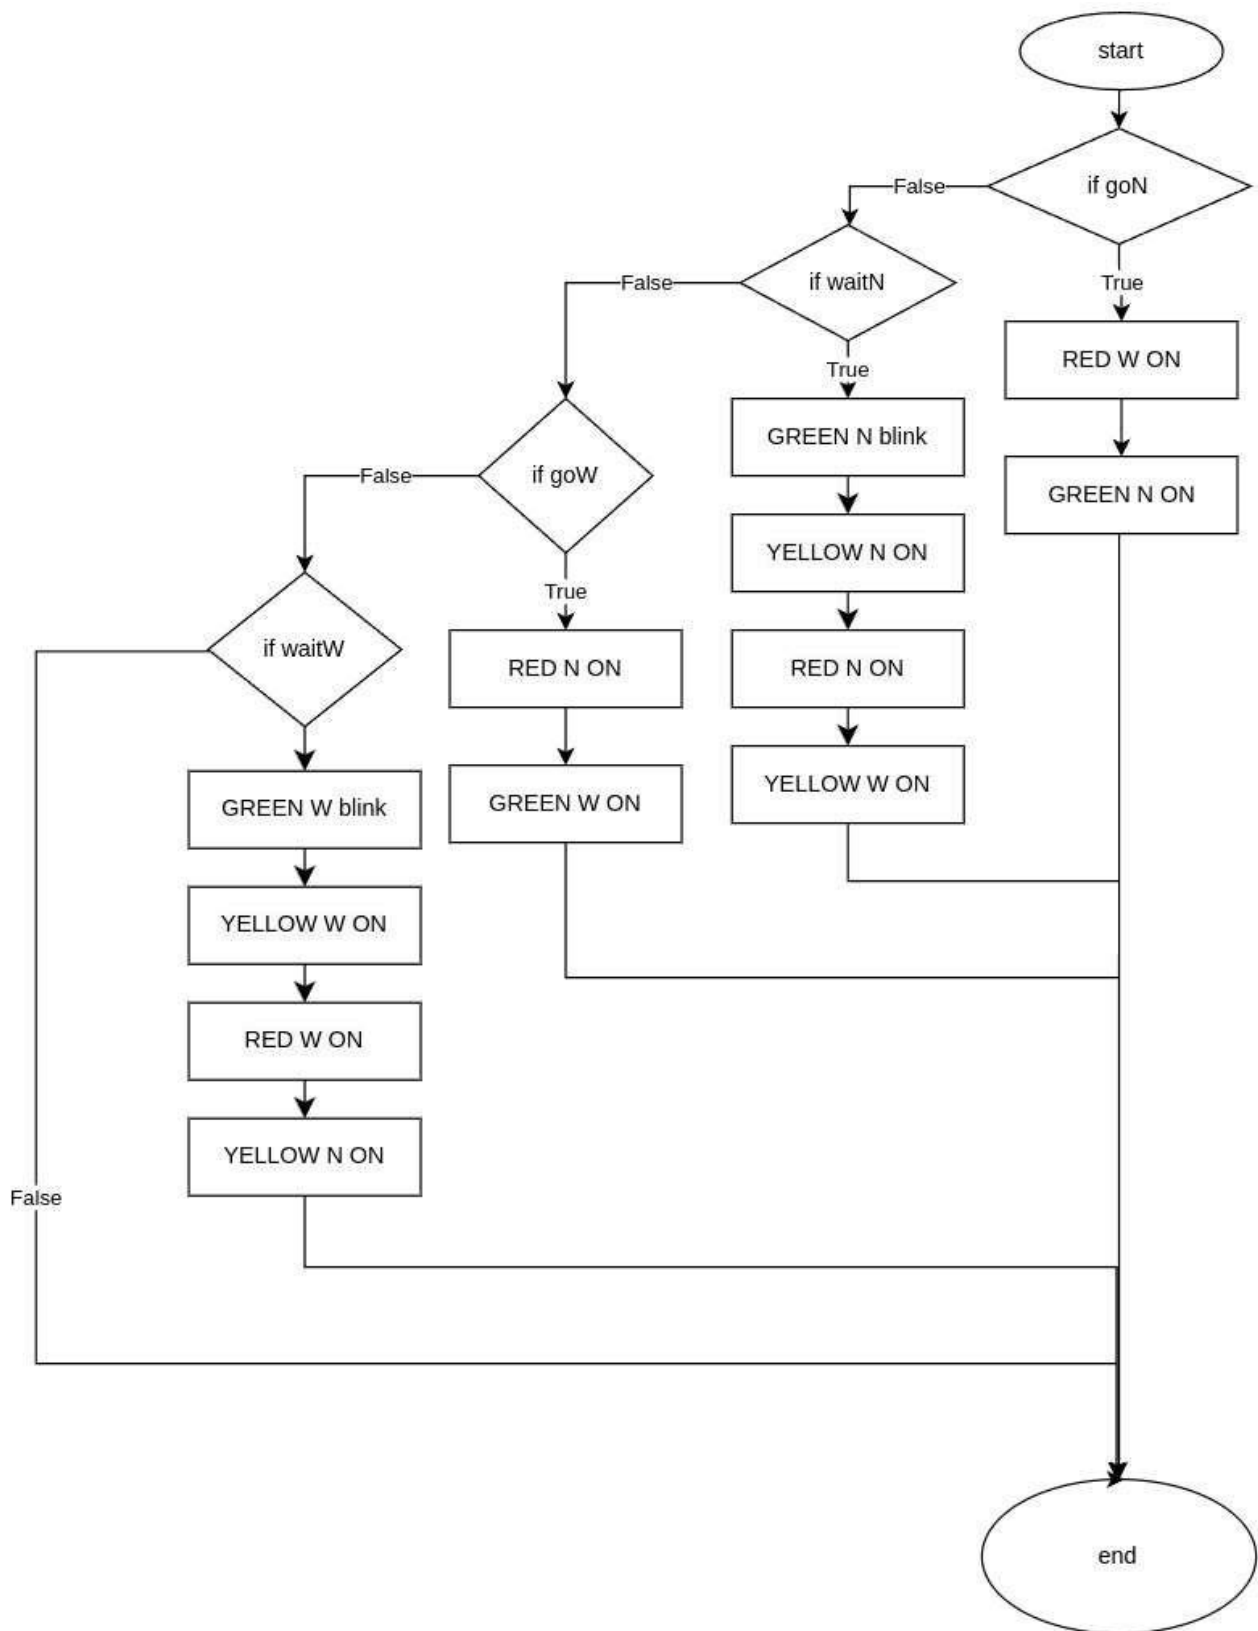 start
if goN
False
True
RED W ON
GREEN N ON
if waitN
False
True
GREEN N blink
YELLOW N ON
RED N ON
YELLOW W ON
if goW
False
True
RED N ON
GREEN W ON
if waitW
GREEN W blink
YELLOW W ON
RED W ON
YELLOW N ON
False
end